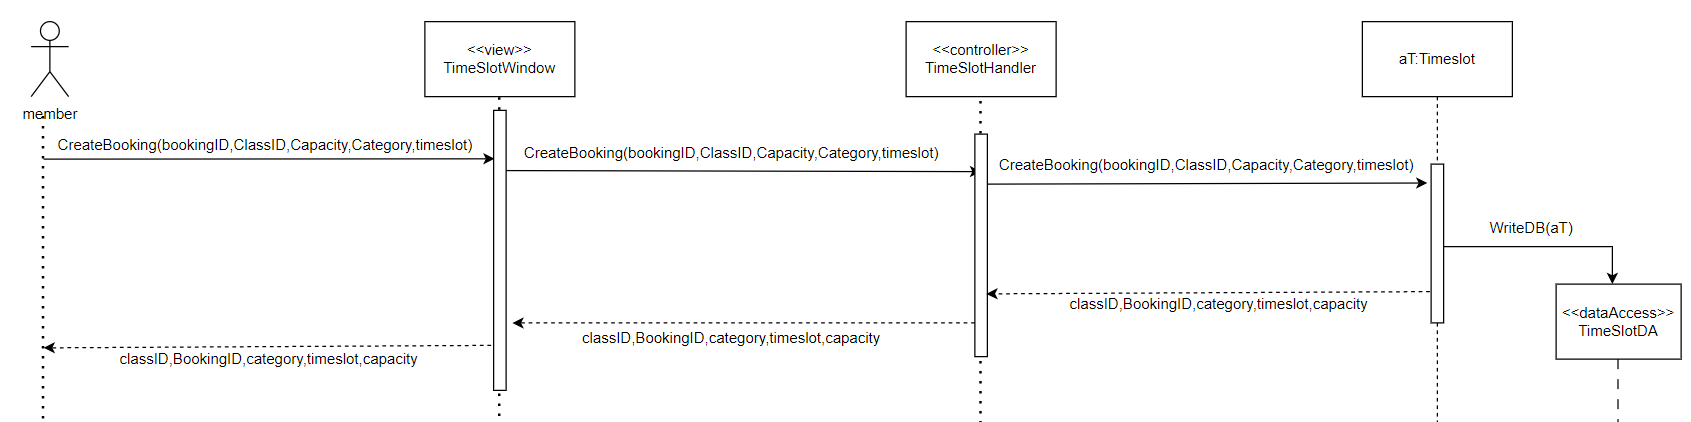 <<view>>
TimeSlotWindow
<<controller>>
TimeSlotHandler
aT:Timeslot
member
CreateBooking(bookingID,ClassID,Capacity,Category,timeslot)
CreateBooking(bookingID,ClassID,Capacity,Category,timeslot)
CreateBooking(bookingID,ClassID,Capacity,Category,timeslot)
WriteDB(aT)
<<dataAccess>>
TimeSlotDA
classID,BookingID,category,timeslot,capacity
classID,BookingID,category,timeslot,capacity
classID,BookingID,category,timeslot,capacity